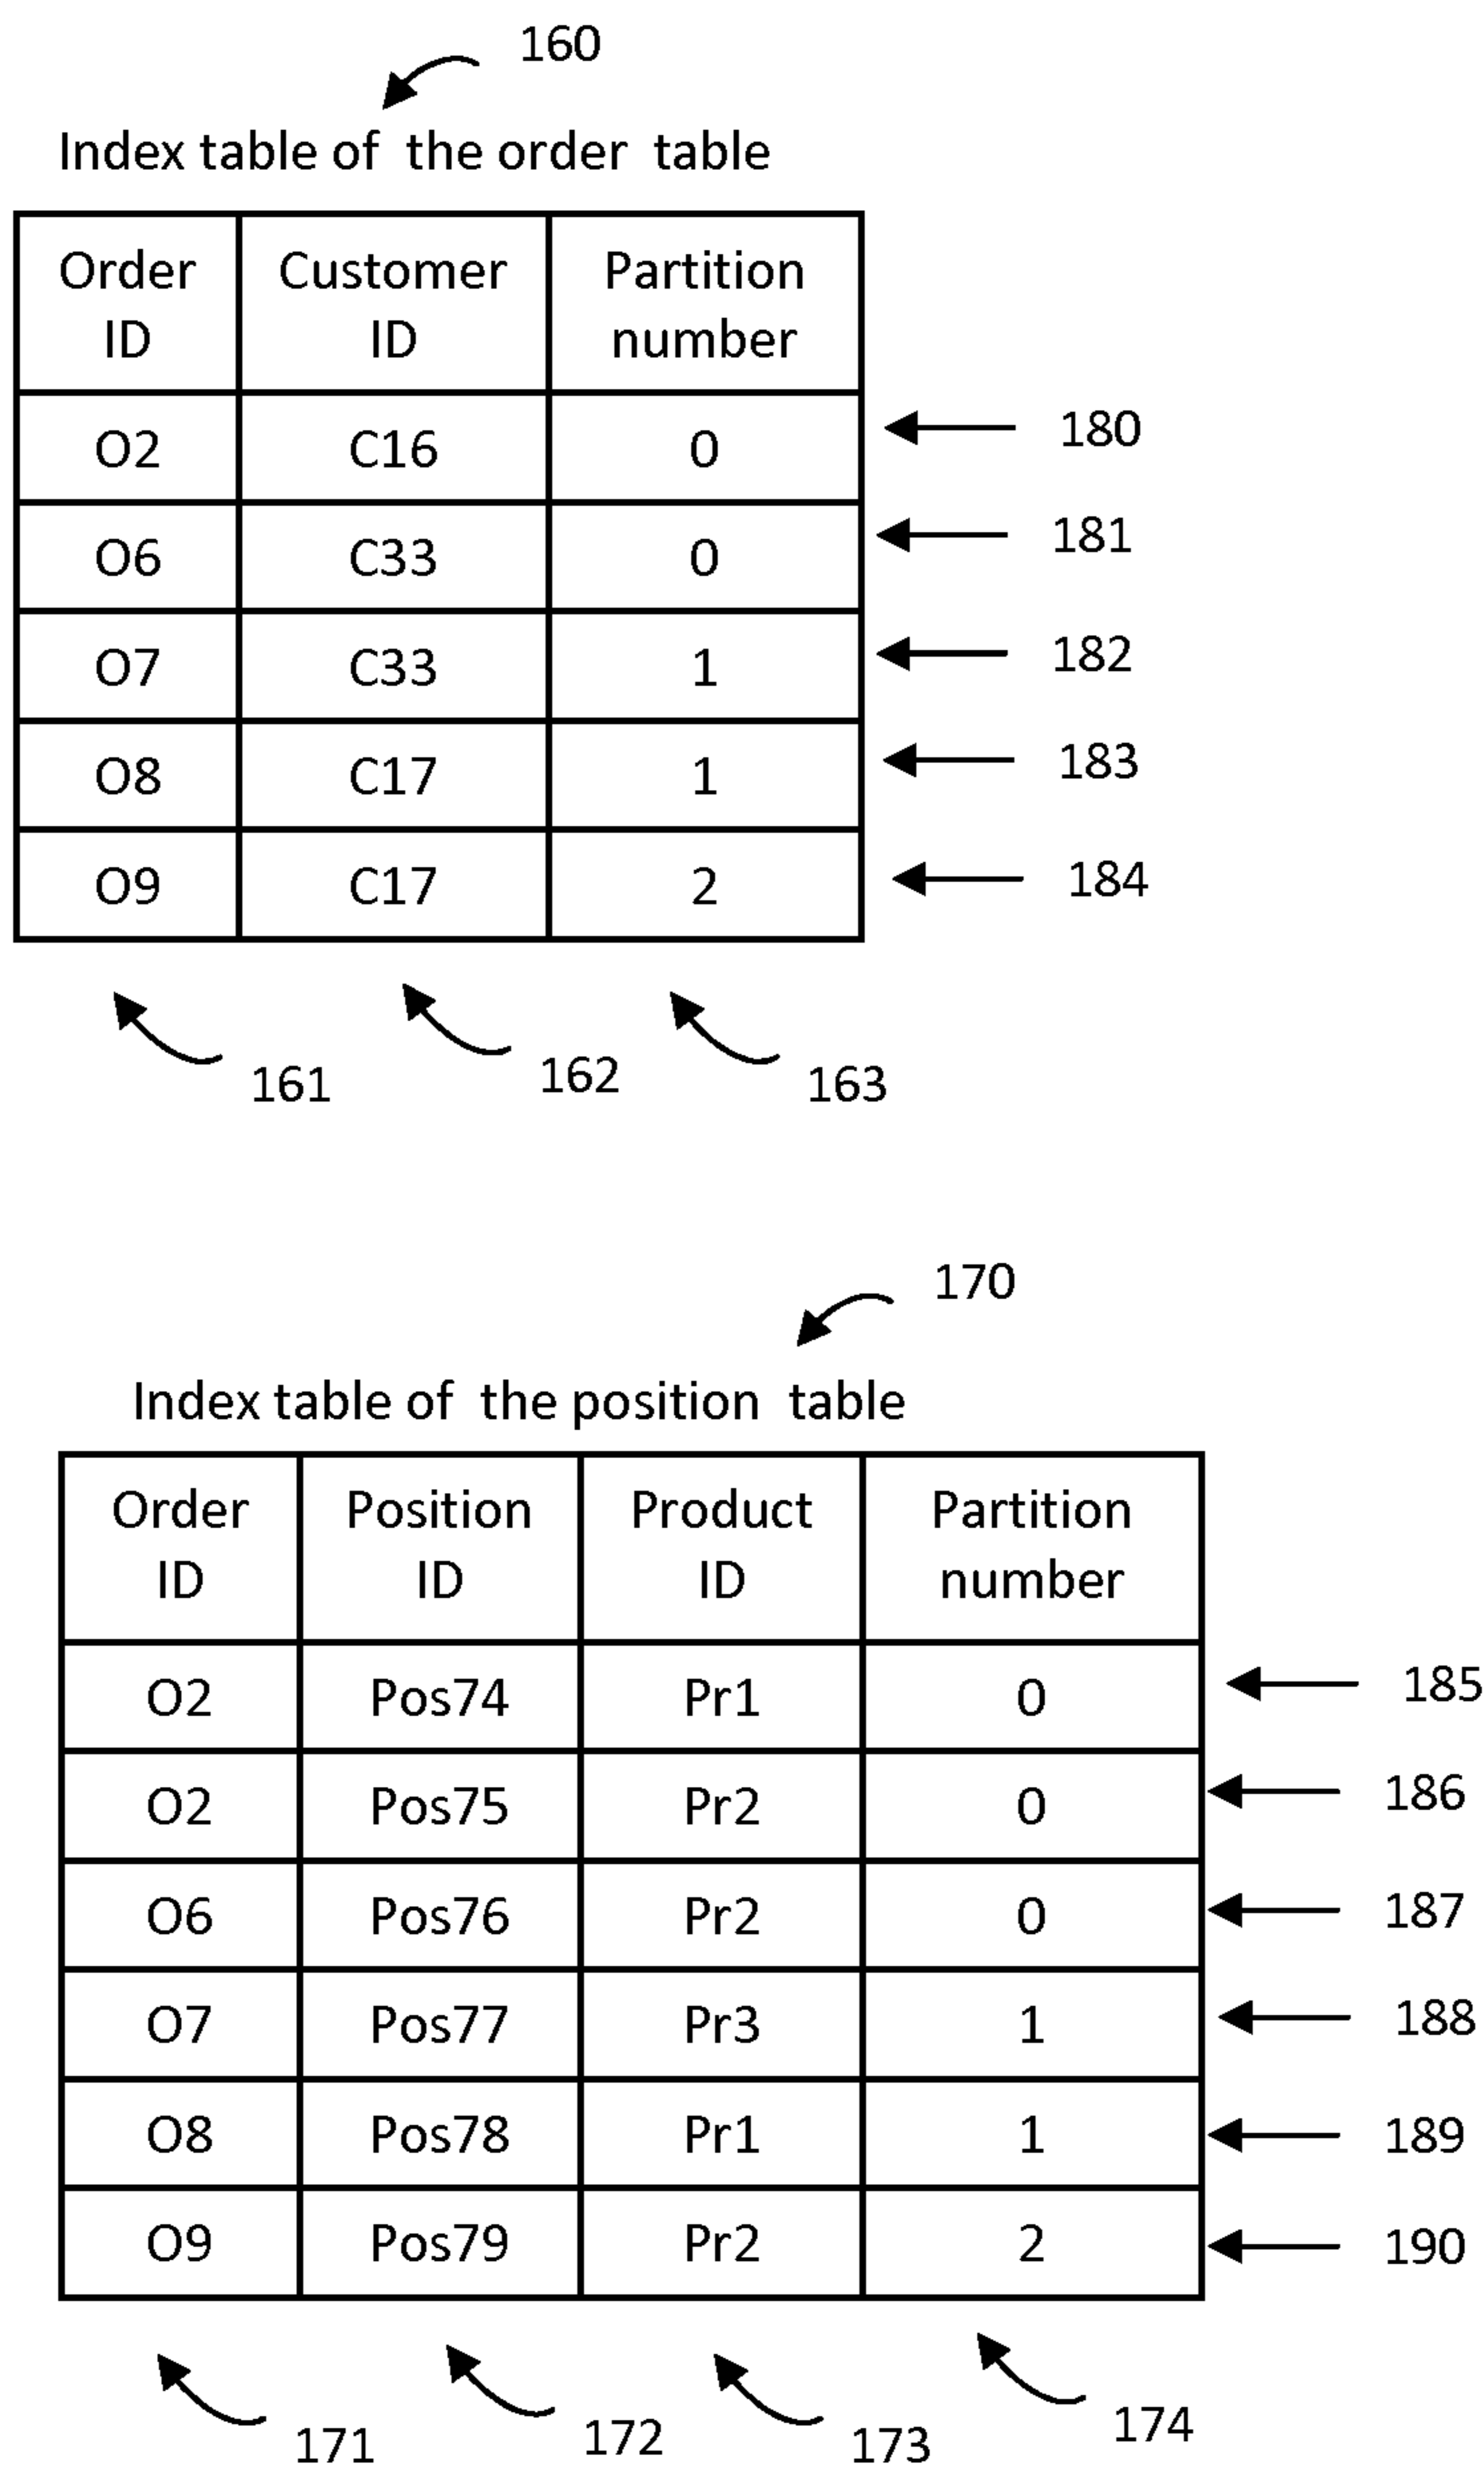 160
Index table of the order table
Order ID Customer ID Partition number
O2 C16 0 180
O6 C33 0 181
O7 C33 1 182
O8 C17 1 183
O9 C17 2 184
161 162 163
170
Index table of the position table
Order ID Position ID Product ID Partition number
O2 Pos74 Pr1 0 185
O2 Pos75 Pr2 0 186
O6 Pos76 Pr2 0 187
O7 Pos77 Pr3 1 188
O8 Pos78 Pr1 1 189
O9 Pos79 Pr2 2 190
171 172 173 174